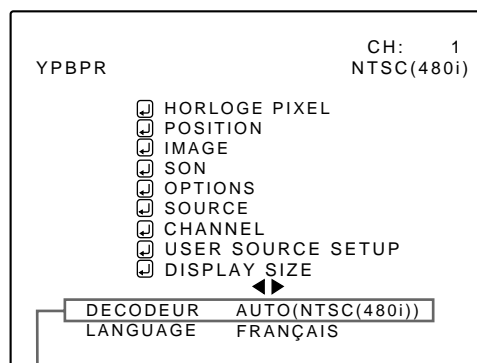 CH: 1
YPBPR NTSC(480i)
HORLOGE PIXEL
POSITION
IMAGE
SON
OPTIONS
SOURCE
CHANNEL
USER SOURCE SETUP
DISPLAY SIZE
DECODEUR AUTO(NTSC(480i))
LANGUAGE FRANÇAIS